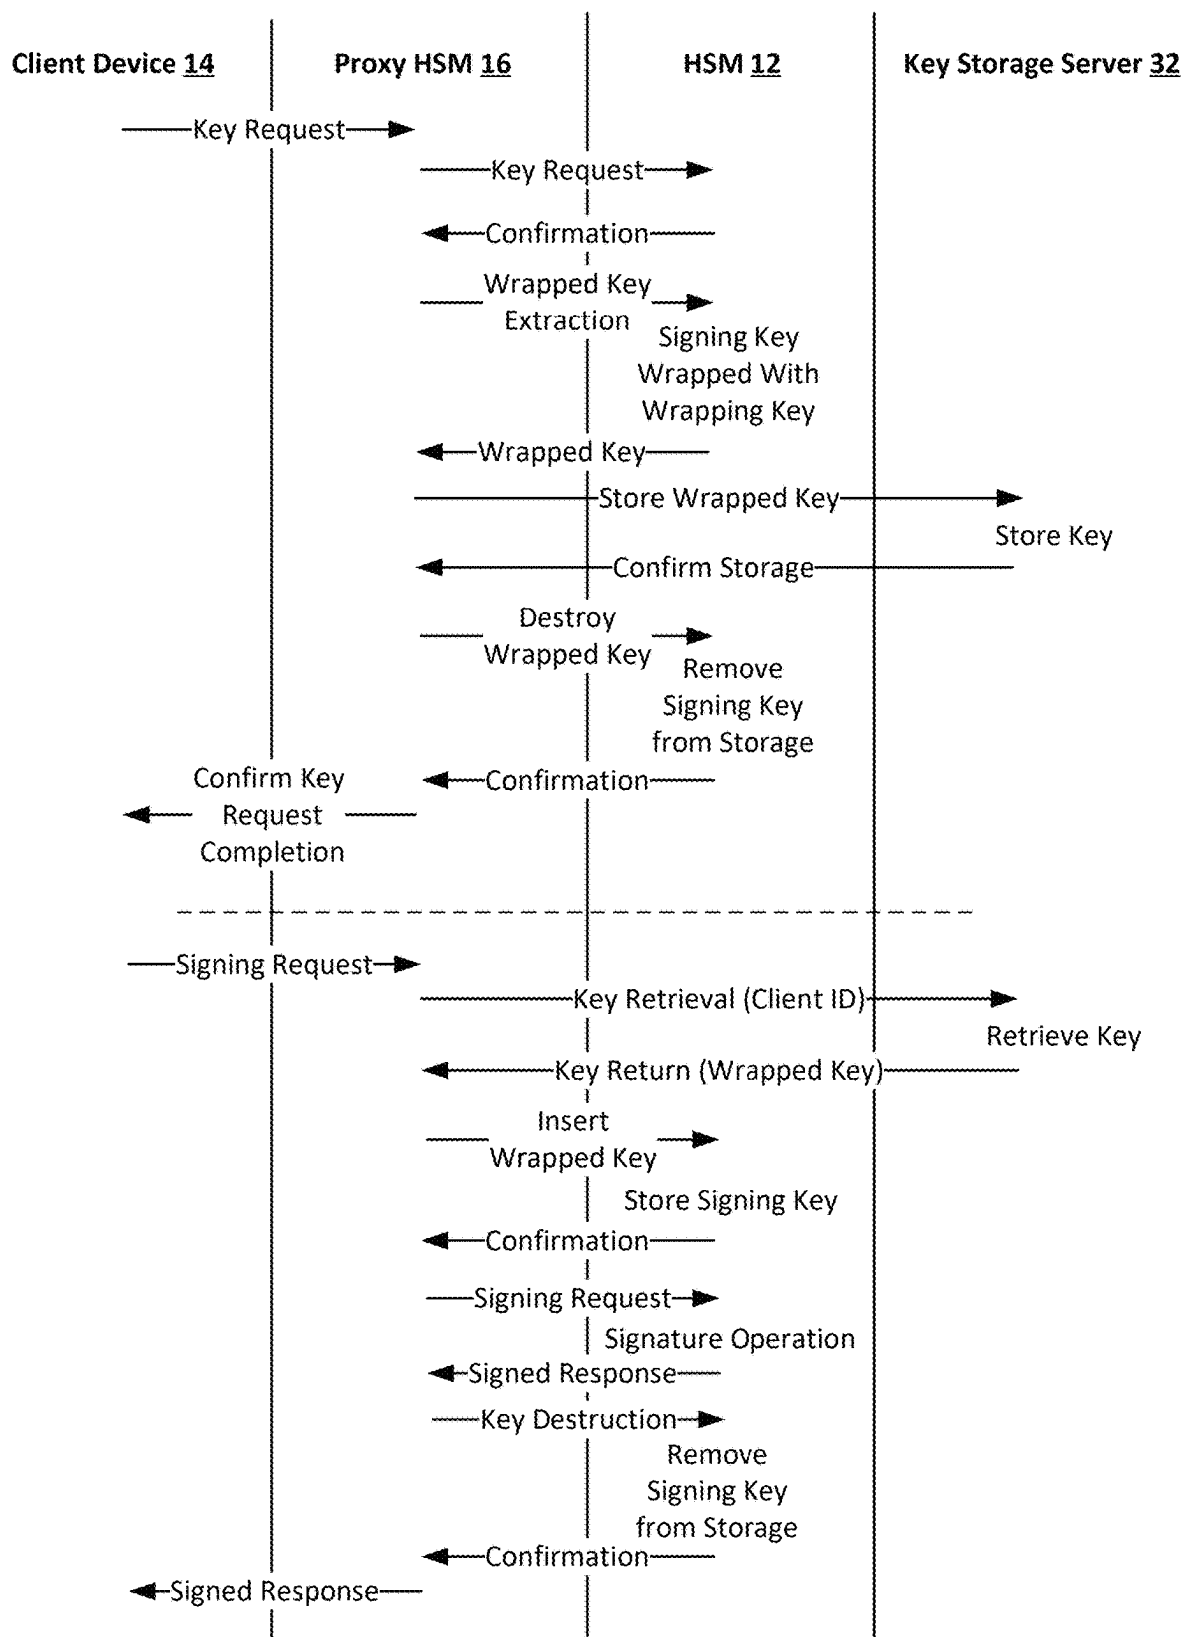 Client Device 14
Proxy HSM 16
HSM 12
Key Storage Server 32
Key Request
Key Request
Confirmation
Wrapped Key
Extraction
Signing Key
Wrapped With
Wrapping Key
Wrapped Key
Store Wrapped Key
Store Key
Confirm Storage
Destroy
Wrapped Key
Remove
Signing Key
from Storage
Confirmation
Confirm Key
Request
Completion
Signing Request
Key Retrieval (Client ID)
Retrieve Key
Key Return (Wrapped Key)
Insert
Wrapped Key
Store Signing Key
Confirmation
Signing Request
Signature Operation
Signed Response
Key Destruction
Remove
Signing Key
from Storage
Confirmation
Signed Response